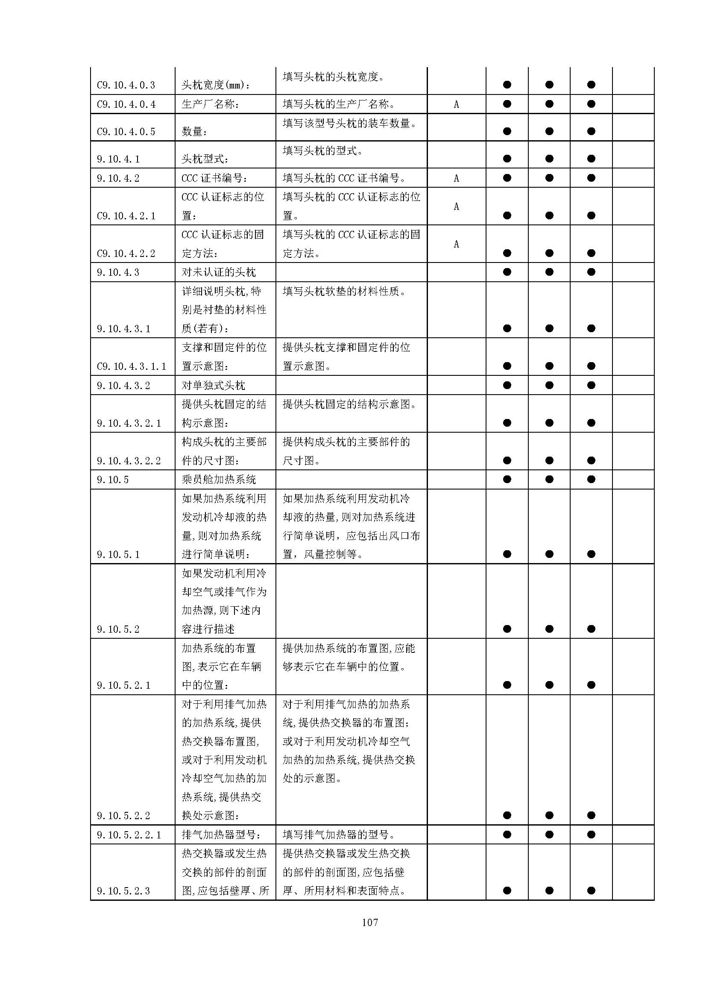 C9.10.4.0.3 头枕宽度(mm): 填写头枕的头枕宽度。 ● ● ●
C9.10.4.0.4 生产厂名称: 填写头枕的生产厂名称。 A ● ● ●
C9.10.4.0.5 数量: 填写该型号头枕的装车数量。 ● ● ●
9.10.4.1 头枕型式: 填写头枕的型式。 ● ● ●
9.10.4.2 CCC 证书编号: 填写头枕的 CCC 证书编号。 A ● ● ●
CCC 认证标志的位 填写头枕的 CCC 认证标志的位
C9.10.4.2.1 置: 置。 A ● ● ●
CCC 认证标志的固 填写头枕的 CCC 认证标志的固
C9.10.4.2.2 定方法: 定方法。 A ● ● ●
9.10.4.3 对未认证的头枕 ● ● ●
详细说明头枕,特 填写头枕软垫的材料性质。
别是衬垫的材料性
9.10.4.3.1 质(若有): ● ● ●
支撑和固定件的位 提供头枕支撑和固定件的位
C9.10.4.3.1.1 置示意图: 置示意图。 ● ● ●
9.10.4.3.2 对单独式头枕 ● ● ●
提供头枕固定的结 提供头枕固定的结构示意图。
9.10.4.3.2.1 构示意图: ● ● ●
构成头枕的主要部 提供构成头枕的主要部件的
9.10.4.3.2.2 件的尺寸图: 尺寸图。 ● ● ●
9.10.5 乘员舱加热系统 ● ● ●
如果加热系统利用 如果加热系统利用发动机冷
发动机冷却液的热 却液的热量,则对加热系统进
量,则对加热系统 行简单说明，应包括出风口布
9.10.5.1 进行简单说明: 置，风量控制等。 ● ● ●
如果发动机利用冷
却空气或排气作为
加热源,则下述内
9.10.5.2 容进行描述 ● ● ●
加热系统的布置 提供加热系统的布置图,应能
图,表示它在车辆 够表示它在车辆中的位置。
9.10.5.2.1 中的位置: ● ● ●
对于利用排气加热 对于利用排气加热的加热系
的加热系统,提供 统,提供热交换器的布置图；
热交换器布置图, 或对于利用发动机冷却空气
或对于利用发动机 加热的加热系统,提供热交换
冷却空气加热的加 处的示意图。
热系统,提供热交
9.10.5.2.2 换处示意图: ● ● ●
9.10.5.2.2.1 排气加热器型号: 填写排气加热器的型号。 ● ● ●
热交换器或发生热 提供热交换器或发生热交换
交换的部件的剖面 的部件的剖面图,应包括壁
9.10.5.2.3 图,应包括壁厚、所 厚、所用材料和表面特点。 ● ● ●
107